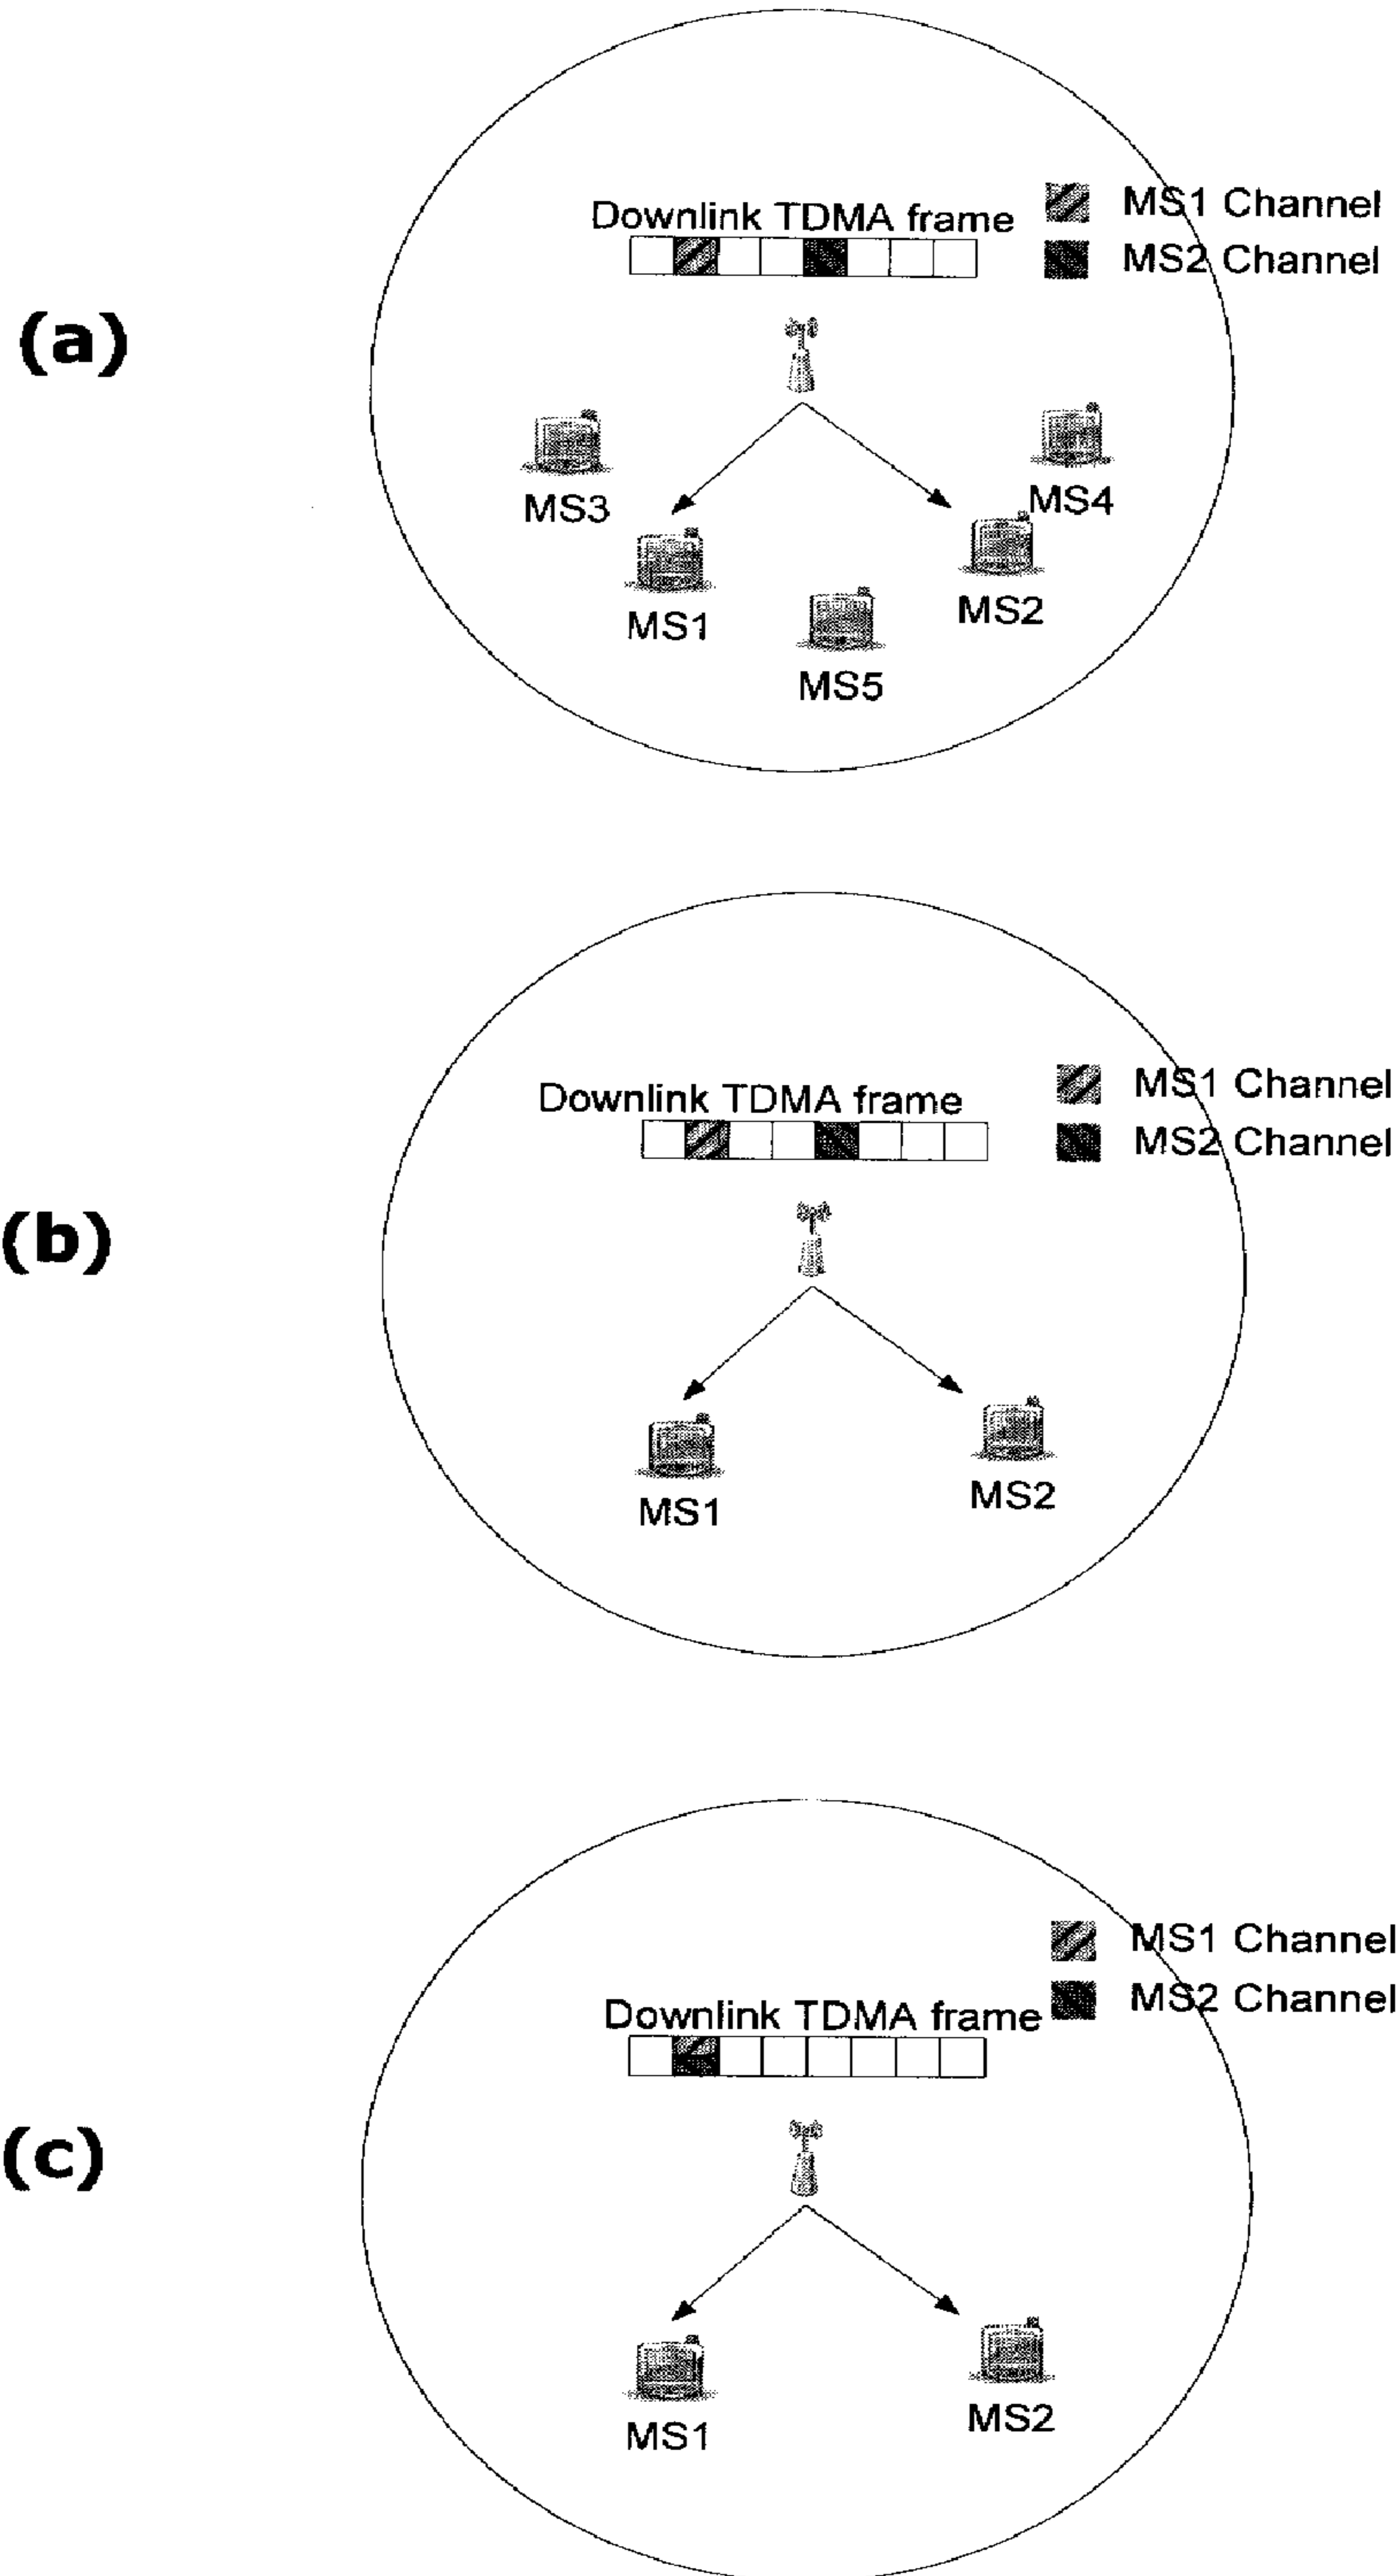 (a)
Downlink TDMA frame
MS1 Channel
MS2 Channel
MS3
MS4
MS1
MS2
MS5
(b)
Downlink TDMA frame
MS1 Channel
MS2 Channel
MS1
MS2
(c)
Downlink TDMA frame
MS1 Channel
MS2 Channel
MS1
MS2